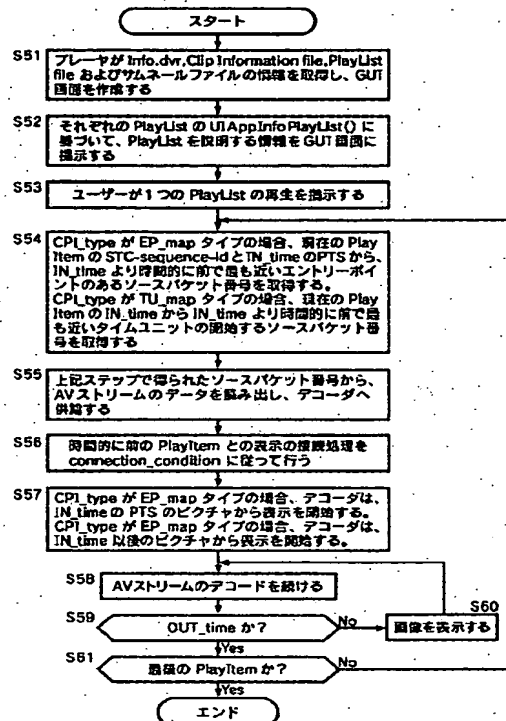 スタート
S51
プレーヤが Info.dvr,Clip Information file,PlayList
file およびサムネールファイルの情報を取得し、GUT
画面を作成する
S52
それぞれの PlayList の UIAppInfoPlayList() に
基づいて、PlayList を説明する情報を GUT 画面に
提示する
S53
ユーザーが 1 つの PlayList の再生を指示する
S54
CPI_type が EP_map タイプの場合、現在の Play
Item の STC-sequence-id と IN_time のPTS から、
IN_time より時間的に前で最も近いエントリーポイ
ントのあるソースパケット番号を取得する。
CPI_type が TU_map タイプの場合、現在の Play
Item の IN_time から IN_time より時間的に前で最
も近いタイムユニットの開始するソースパケット番
号を取得する
S55
上記ステップで得られたソースパケット番号から、
AVストリームのデータを読み出し、デコーダへ
供給する
S56
時間的に前の PlayItem との表示の接続処理を
connection_condition に従って行う
S57
CPI_type が EP_map タイプの場合、デコーダは、
IN_time の PTS のピクチャから表示を開始する。
CPI_type が EP_map タイプの場合、デコーダは、
IN_time 以後のピクチャから表示を開始する。
S58
AVストリームのデコードを続ける
S59
OUT_time か？
No
S60
画像を表示する
Yes
S61
最後の PlayItem か？
No
Yes
エンド